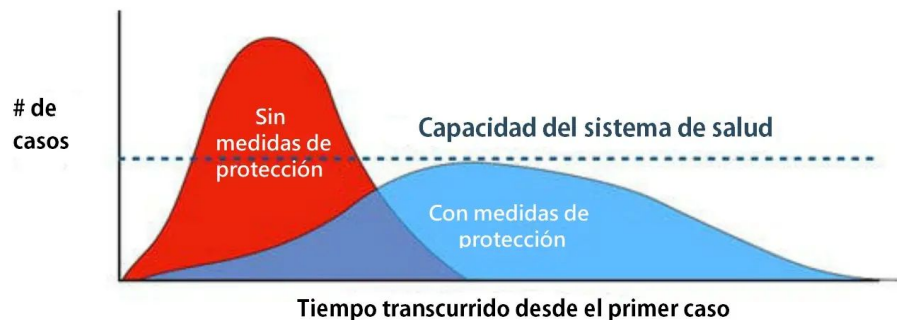 # de
casos
Sin
medidas de
protección
Capacidad del sistema de salud
Con medidas de
protección
Tiempo transcurrido desde el primer caso